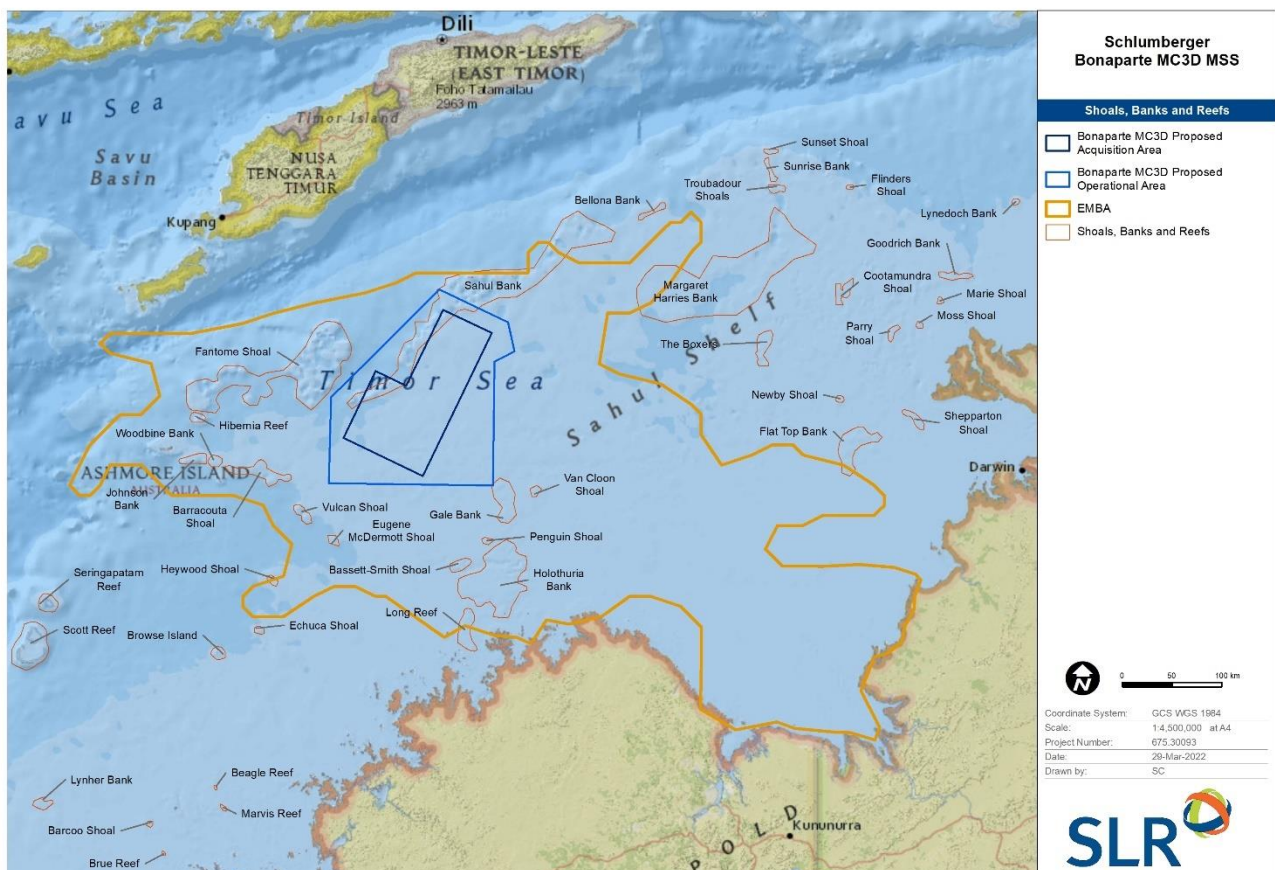 Dili
TIMOR-LESTE
(EAST TIMOR)
Foho Tatamailau
2963 m
Timor Island
avu Sea
Savu
Basin
NUSA
TENGGARA
TIMUR
Kupang
Sunset Shoal
Sunrise Bank
Troubadour
Shoals
Flinders
Shoal
Bellona Bank
Lynedoch Bank
Goodrich Bank
Sahul Bank
Margaret
Harries Bank
Cootamundra
Shoal
Marie Shoal
Moss Shoal
Parry
Shoal
The Boxers
Fantome Shoal
Timor Sea
Sahul Shelf
Newby Shoal
Hibernia Reef
Shepparton
Shoal
Woodbine Bank
Flat Top Bank
ASHMORE ISLAND
AUSTRALIA
Darwin
Johnson
Bank
Barracouta
Shoal
Van Cloon
Shoal
Vulcan Shoal
Gale Bank
Eugene
McDermott Shoal
Penguin Shoal
Heywood Shoal
Bassett-Smith Shoal
Holothuria
Bank
Seringapatam
Reef
Long Reef
Echuca Shoal
Scott Reef
Browse Island
Lynher Bank
Beagle Reef
Marvis Reef
Barcoo Shoal
Brue Reef
POLD
Kununurra
Schlumberger
Bonaparte MC3D MSS
Shoals, Banks and Reefs
Bonaparte MC3D Proposed
Acquisition Area
Bonaparte MC3D Proposed
Operational Area
EMBA
Shoals, Banks and Reefs
N
0 50 100 km
Coordinate System: GCS WGS 1984
Scale: 1:4,500,000 at A4
Project Number: 675.30093
Date: 29-Mar-2022
Drawn by: SC
SLR